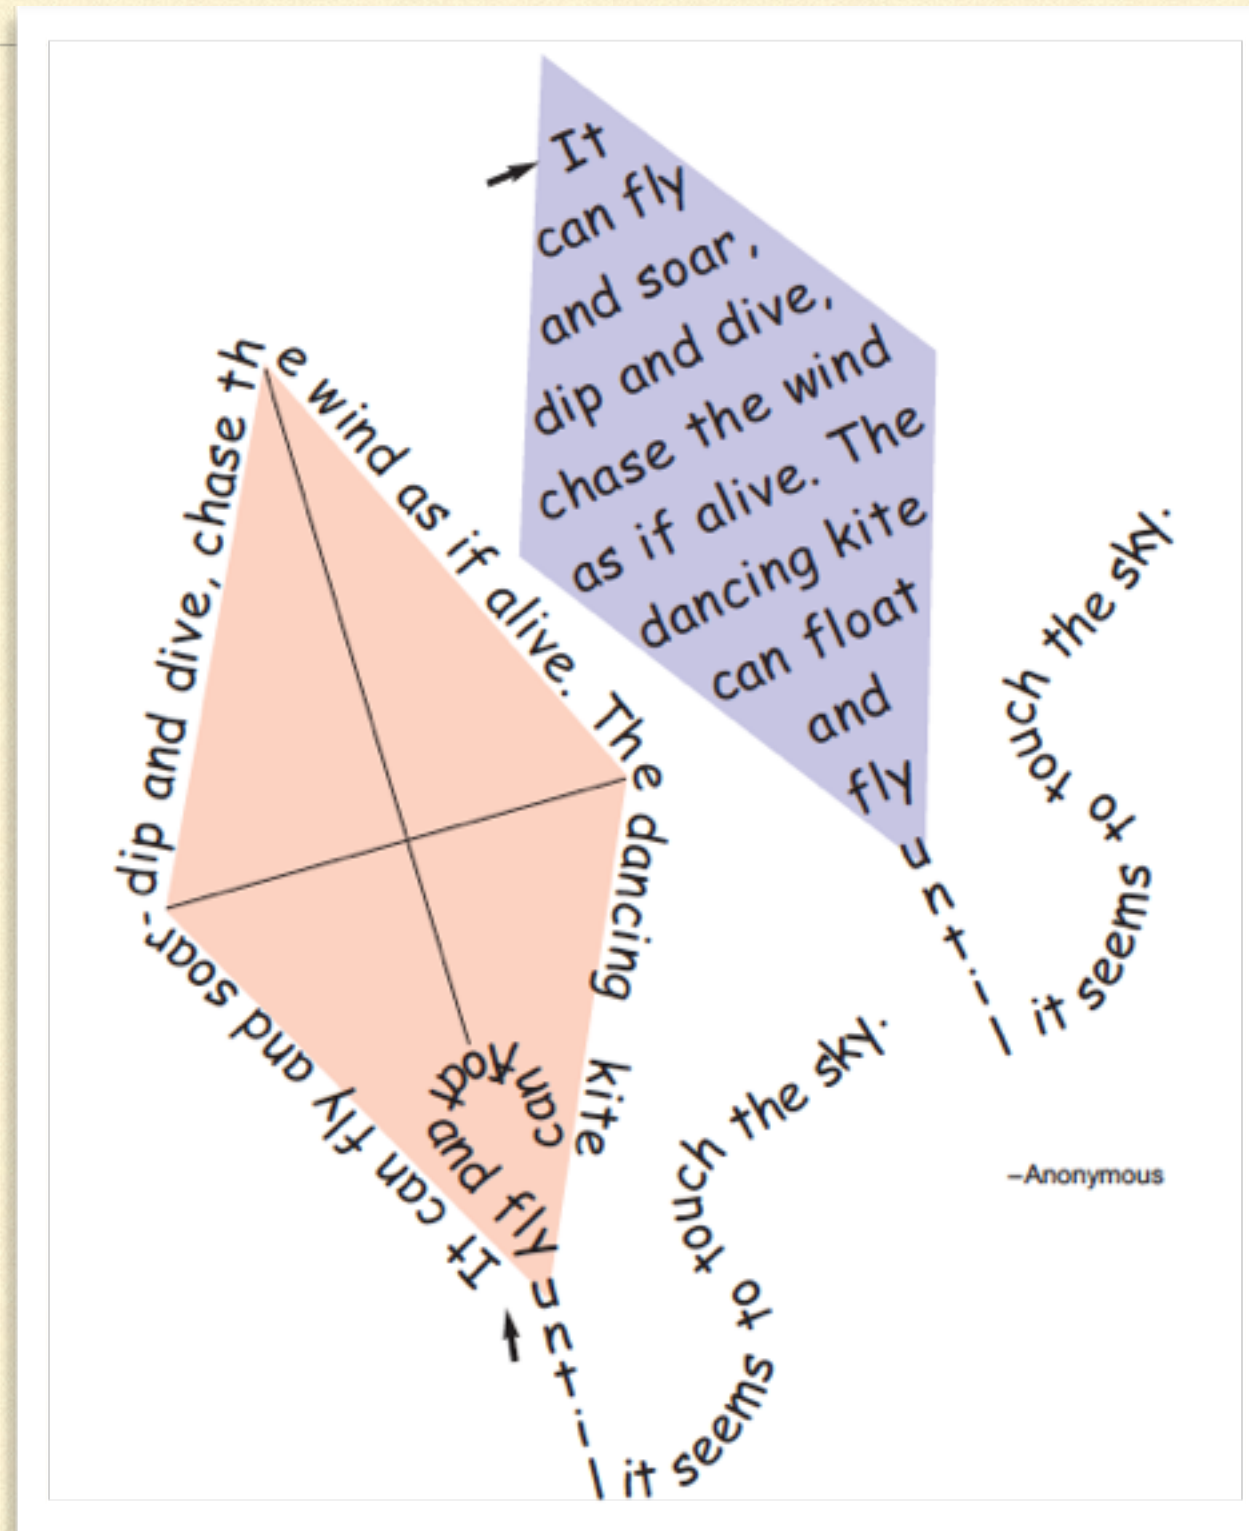 It
can fly
and soar,
dip and dive,
chase the wind
as if alive. The
dancing kite
can float
and
fly
until
it seems to touch the sky.
It can fly and soar- dip and dive, chase the wind as if alive. The dancing kite can float and fly until it seems to touch the sky.
–Anonymous